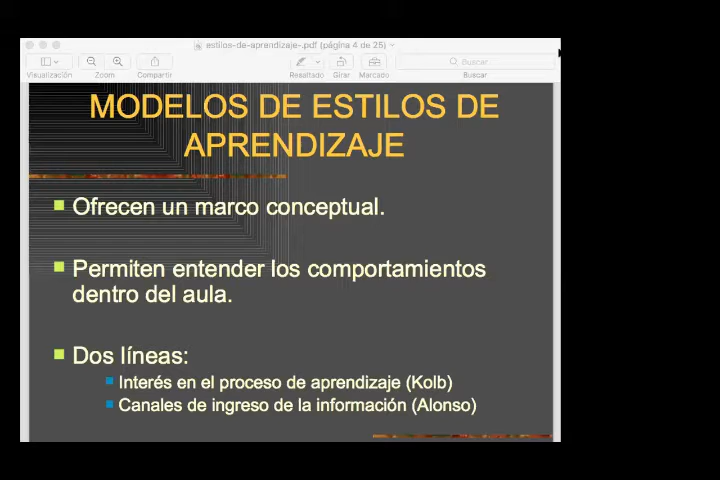 estilos-de-aprendizaje-.pdf (página 4 de 25)
Buscar
Visualización Zoom Compartir Resaltado Girar Marcado Buscar
MODELOS DE ESTILOS DE
APRENDIZAJE
Ofrecen un marco conceptual.
Permiten entender los comportamientos
dentro del aula.
Dos líneas:
Interés en el proceso de aprendizaje (Kolb)
Canales de ingreso de la información (Alonso)